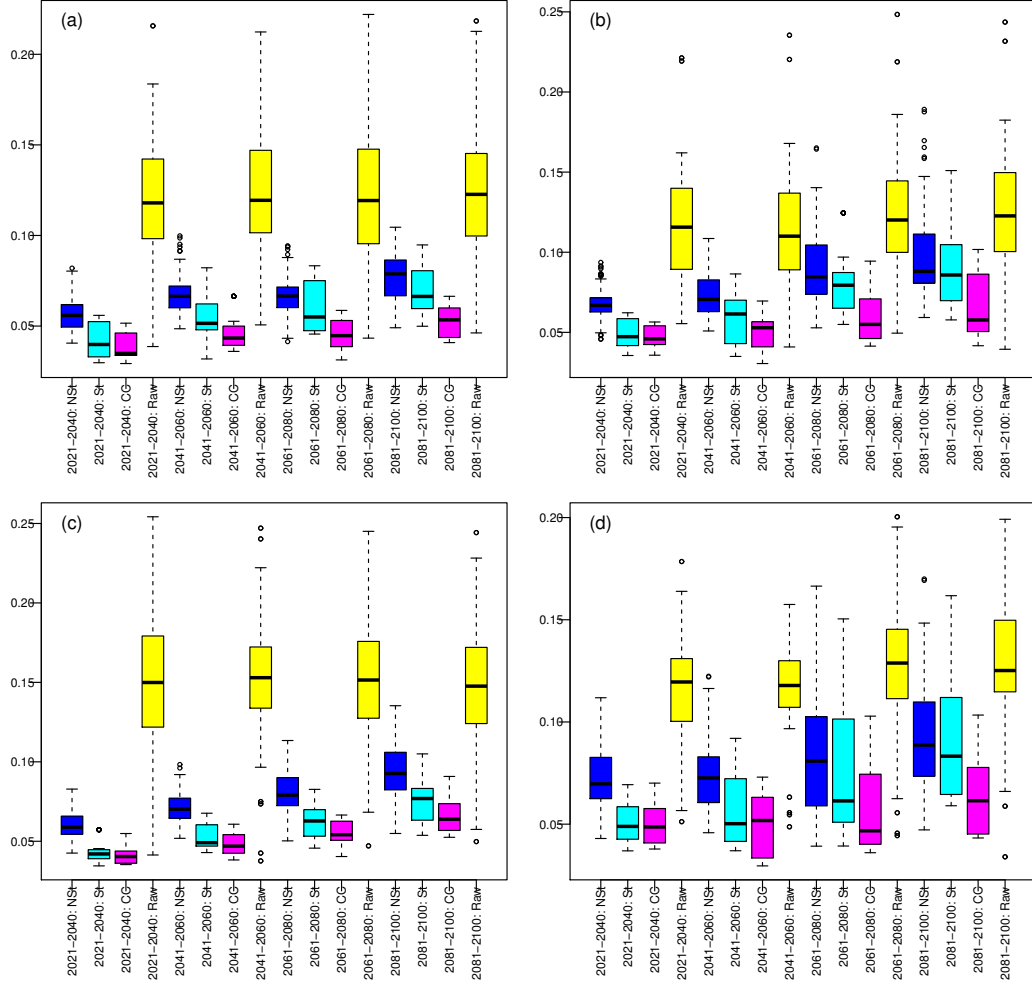 (a)
0.20
0.15
0.10
0.05
2021−2040: NSt
2021−2040: St
2021−2040: CG
2021−2040: Raw
2041−2060: NSt
2041−2060: St
2041−2060: CG
2041−2060: Raw
2061−2080: NSt
2061−2080: St
2061−2080: CG
2061−2080: Raw
2081−2100: NSt
2081−2100: St
2081−2100: CG
2081−2100: Raw
(b)
0.25
0.20
0.15
0.10
0.05
2021−2040: NSt
2021−2040: St
2021−2040: CG
2021−2040: Raw
2041−2060: NSt
2041−2060: St
2041−2060: CG
2041−2060: Raw
2061−2080: NSt
2061−2080: St
2061−2080: CG
2061−2080: Raw
2081−2100: NSt
2081−2100: St
2081−2100: CG
2081−2100: Raw
(c)
0.25
0.20
0.15
0.10
0.05
2021−2040: NSt
2021−2040: St
2021−2040: CG
2021−2040: Raw
2041−2060: NSt
2041−2060: St
2041−2060: CG
2041−2060: Raw
2061−2080: NSt
2061−2080: St
2061−2080: CG
2061−2080: Raw
2081−2100: NSt
2081−2100: St
2081−2100: CG
2081−2100: Raw
(d)
0.20
0.15
0.10
0.05
2021−2040: NSt
2021−2040: St
2021−2040: CG
2021−2040: Raw
2041−2060: NSt
2041−2060: St
2041−2060: CG
2041−2060: Raw
2061−2080: NSt
2061−2080: St
2061−2080: CG
2061−2080: Raw
2081−2100: NSt
2081−2100: St
2081−2100: CG
2081−2100: Raw